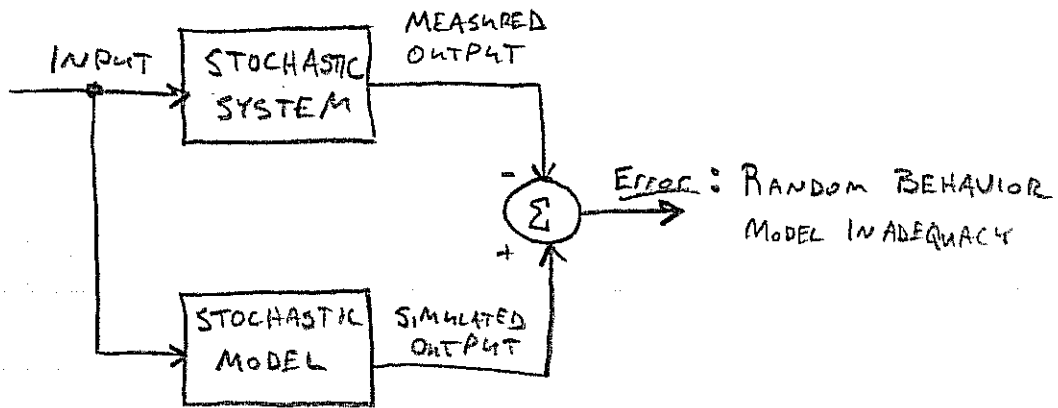 INPUT
STOCHASTIC
SYSTEM
MEASURED
OUTPUT
-
Σ
+
Error: RANDOM BEHAVIOR
MODEL INADEQUACY
STOCHASTIC
MODEL
SIMULATED
OUTPUT